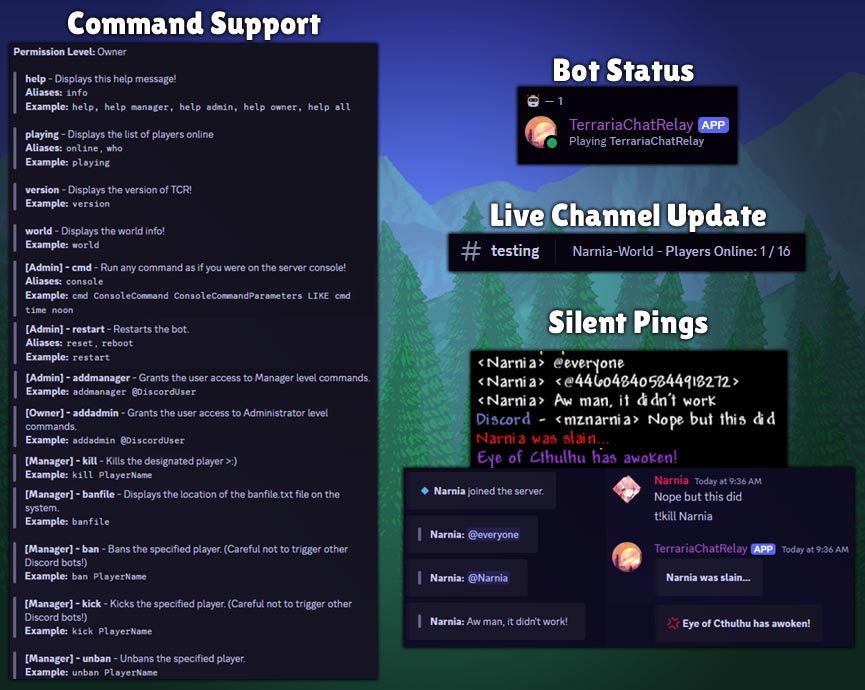 Command Support
Permission Level: Owner
help - Displays this help message!
Aliases: info
Example: help, help manager, help admin, help owner, help all
playing - Displays the list of players online
Aliases: online, who
Example: playing
version - Displays the version of TCR!
Example: version
world - Displays the world info!
Example: world
[Admin] - cmd - Run any command as if you were on the server console!
Aliases: console
Example: cmd ConsoleCommand ConsoleCommandParameters LIKE cmd
time noon
[Admin] - restart - Restarts the bot.
Aliases: reset, reboot
Example: restart
[Admin] - addmanager - Grants the user access to Manager level commands.
Example: addmanager @DiscordUser
[Owner] - addadmin - Grants the user access to Administrator level
commands.
Example: addadmin @DiscordUser
[Manager] - kill - Kills the designated player >:)
Example: kill PlayerName
[Manager] - banfile - Displays the location of the banfile.txt file on the
system.
Example: banfile
[Manager] - ban - Bans the specified player. (Careful not to trigger other
Discord bots!)
Example: ban PlayerName
[Manager] - kick - Kicks the specified player. (Careful not to trigger other
Discord bots!)
Example: kick PlayerName
[Manager] - unban - Unbans the specified player.
Example: unban PlayerName
Bot Status
— 1
TerrariaChatRelay APP
Playing TerrariaChatRelay
Live Channel Update
# testing Narnia-World - Players Online: 1 / 16
Silent Pings
<Narnia> @everyone
<Narnia> <@446048405844918272>
<Narnia> Aw man, it didn't work
Discord - <mznarnia> Nope but this did
Narnia was slain...
Eye of Cthulhu has awoken!
Narnia joined the server.
Narnia: @everyone
Narnia: @Narnia
Narnia: Aw man, it didn't work!
Narnia Today at 9:36 AM
Nope but this did
t!kill Narnia
TerrariaChatRelay APP Today at 9:36 AM
Narnia was slain...
Eye of Cthulhu has awoken!